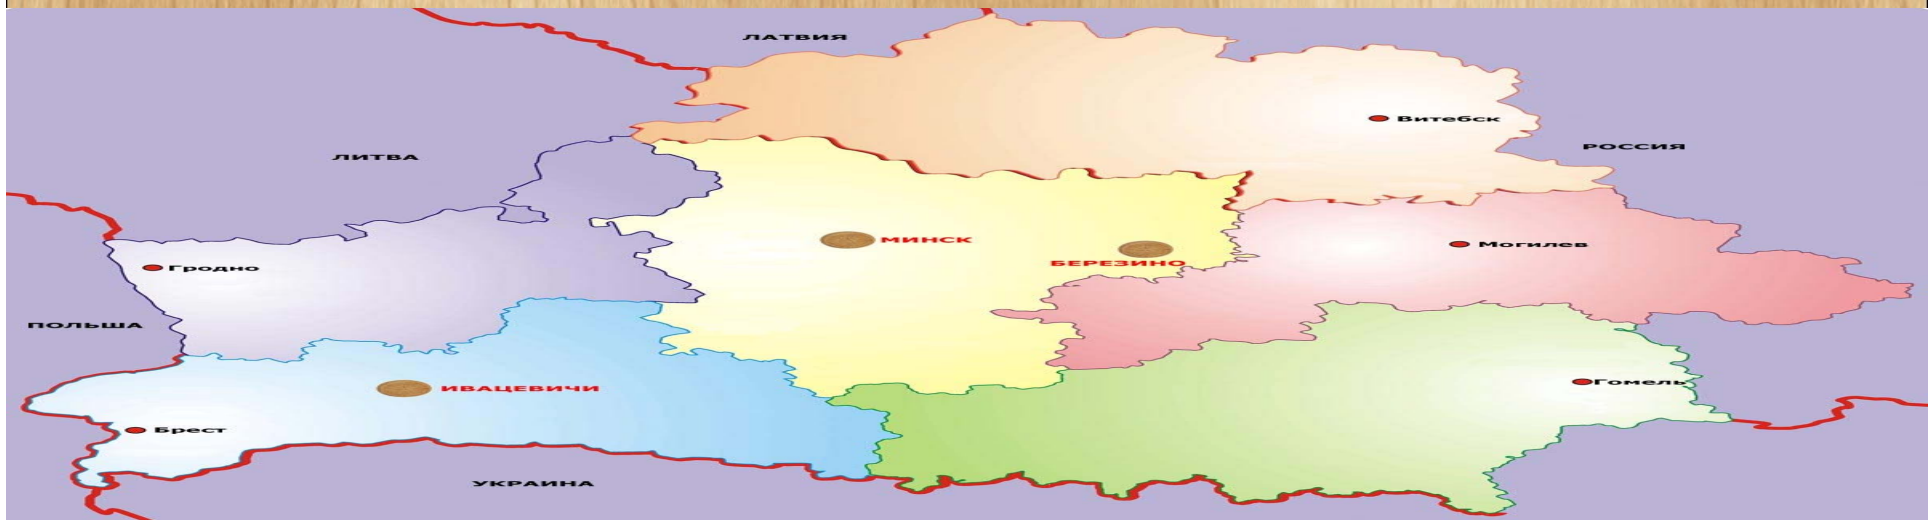 ЛАТВИЯ
Витебск
РОССИЯ
ЛИТВА
МИНСК
Могилев
БЕРЕЗИНО
Гродно
ПОЛЬША
Гомель
ИВАЦЕВИЧИ
Брест
УКРАИНА